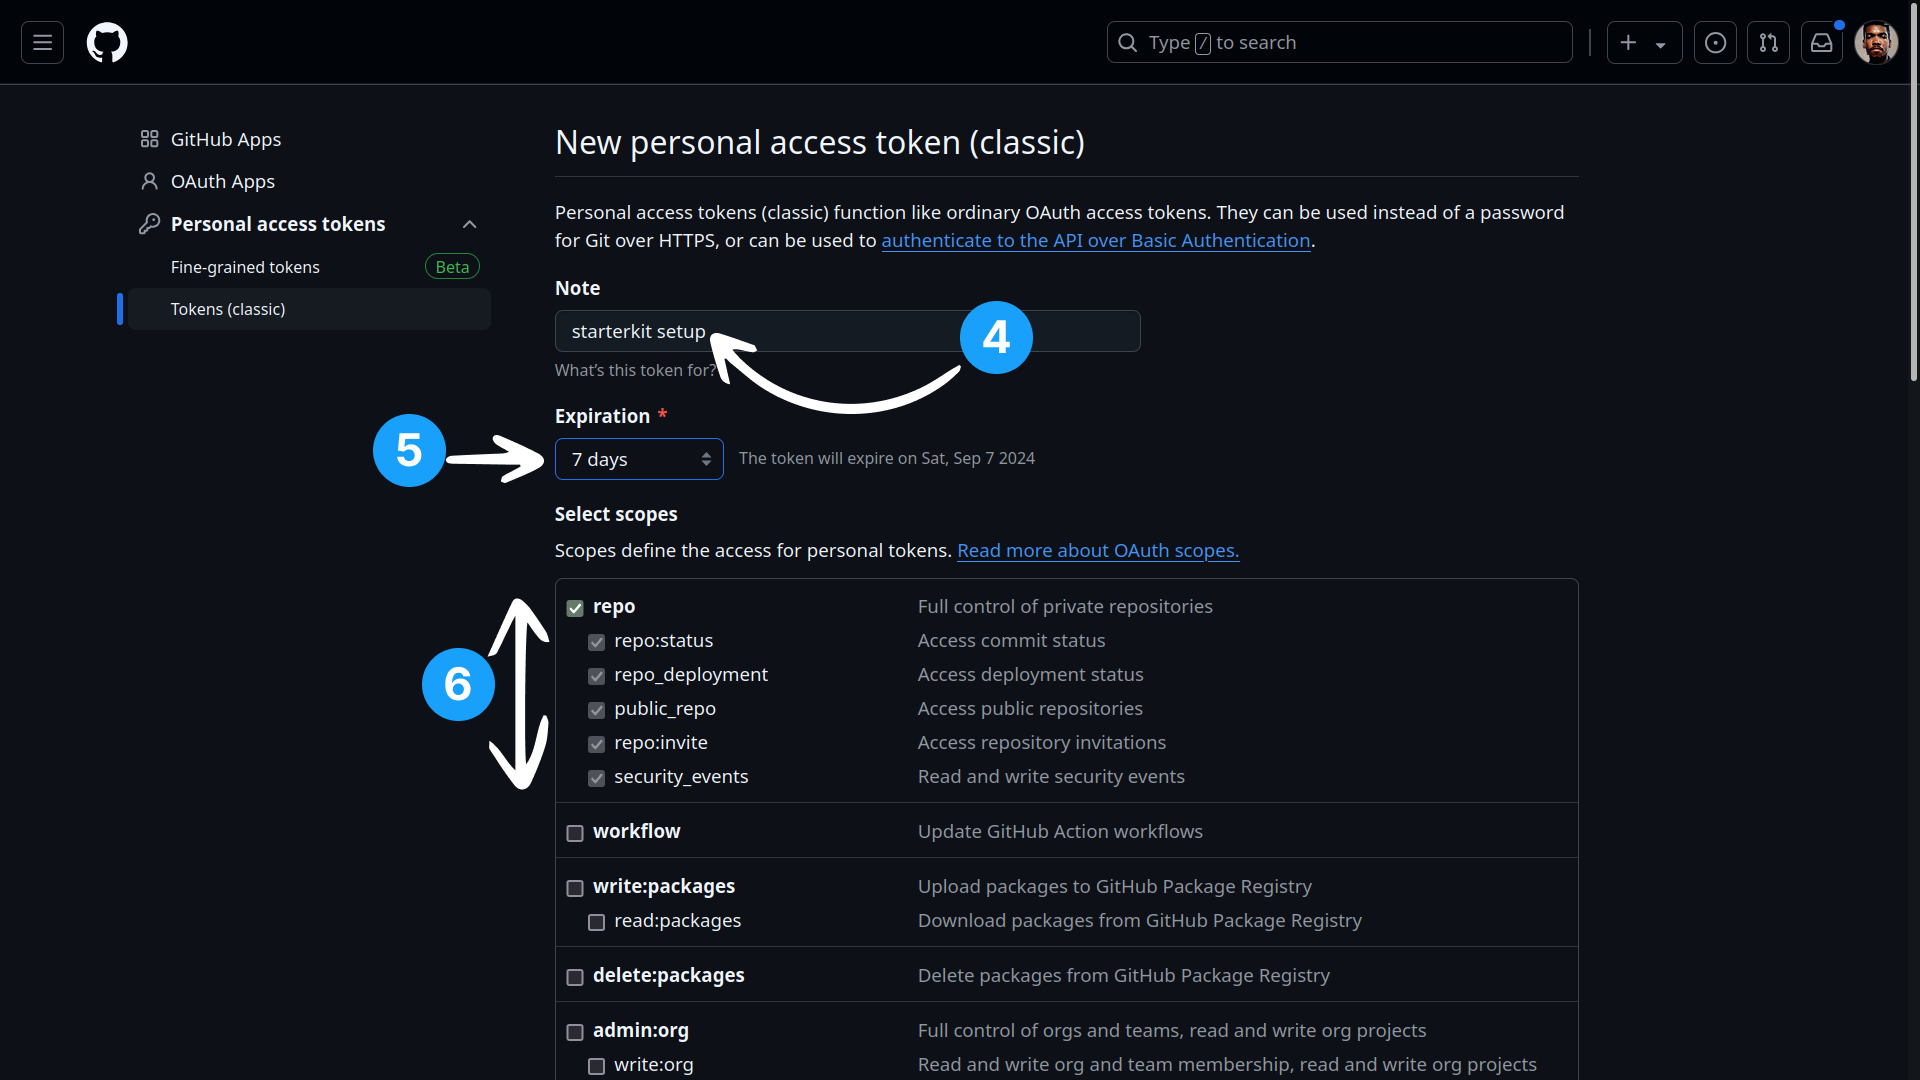 Type / to search
GitHub Apps
OAuth Apps
Personal access tokens
Fine-grained tokens Beta
Tokens (classic)
New personal access token (classic)
Personal access tokens (classic) function like ordinary OAuth access tokens. They can be used instead of a password
for Git over HTTPS, or can be used to authenticate to the API over Basic Authentication.
Note
starterkit setup
4
What's this token for?
Expiration *
5
7 days The token will expire on Sat, Sep 7 2024
Select scopes
Scopes define the access for personal tokens. Read more about OAuth scopes.
6
repo Full control of private repositories
repo:status Access commit status
repo_deployment Access deployment status
public_repo Access public repositories
repo:invite Access repository invitations
security_events Read and write security events
workflow Update GitHub Action workflows
write:packages Upload packages to GitHub Package Registry
read:packages Download packages from GitHub Package Registry
delete:packages Delete packages from GitHub Package Registry
admin:org Full control of orgs and teams, read and write org projects
write:org Read and write org and team membership, read and write org projects